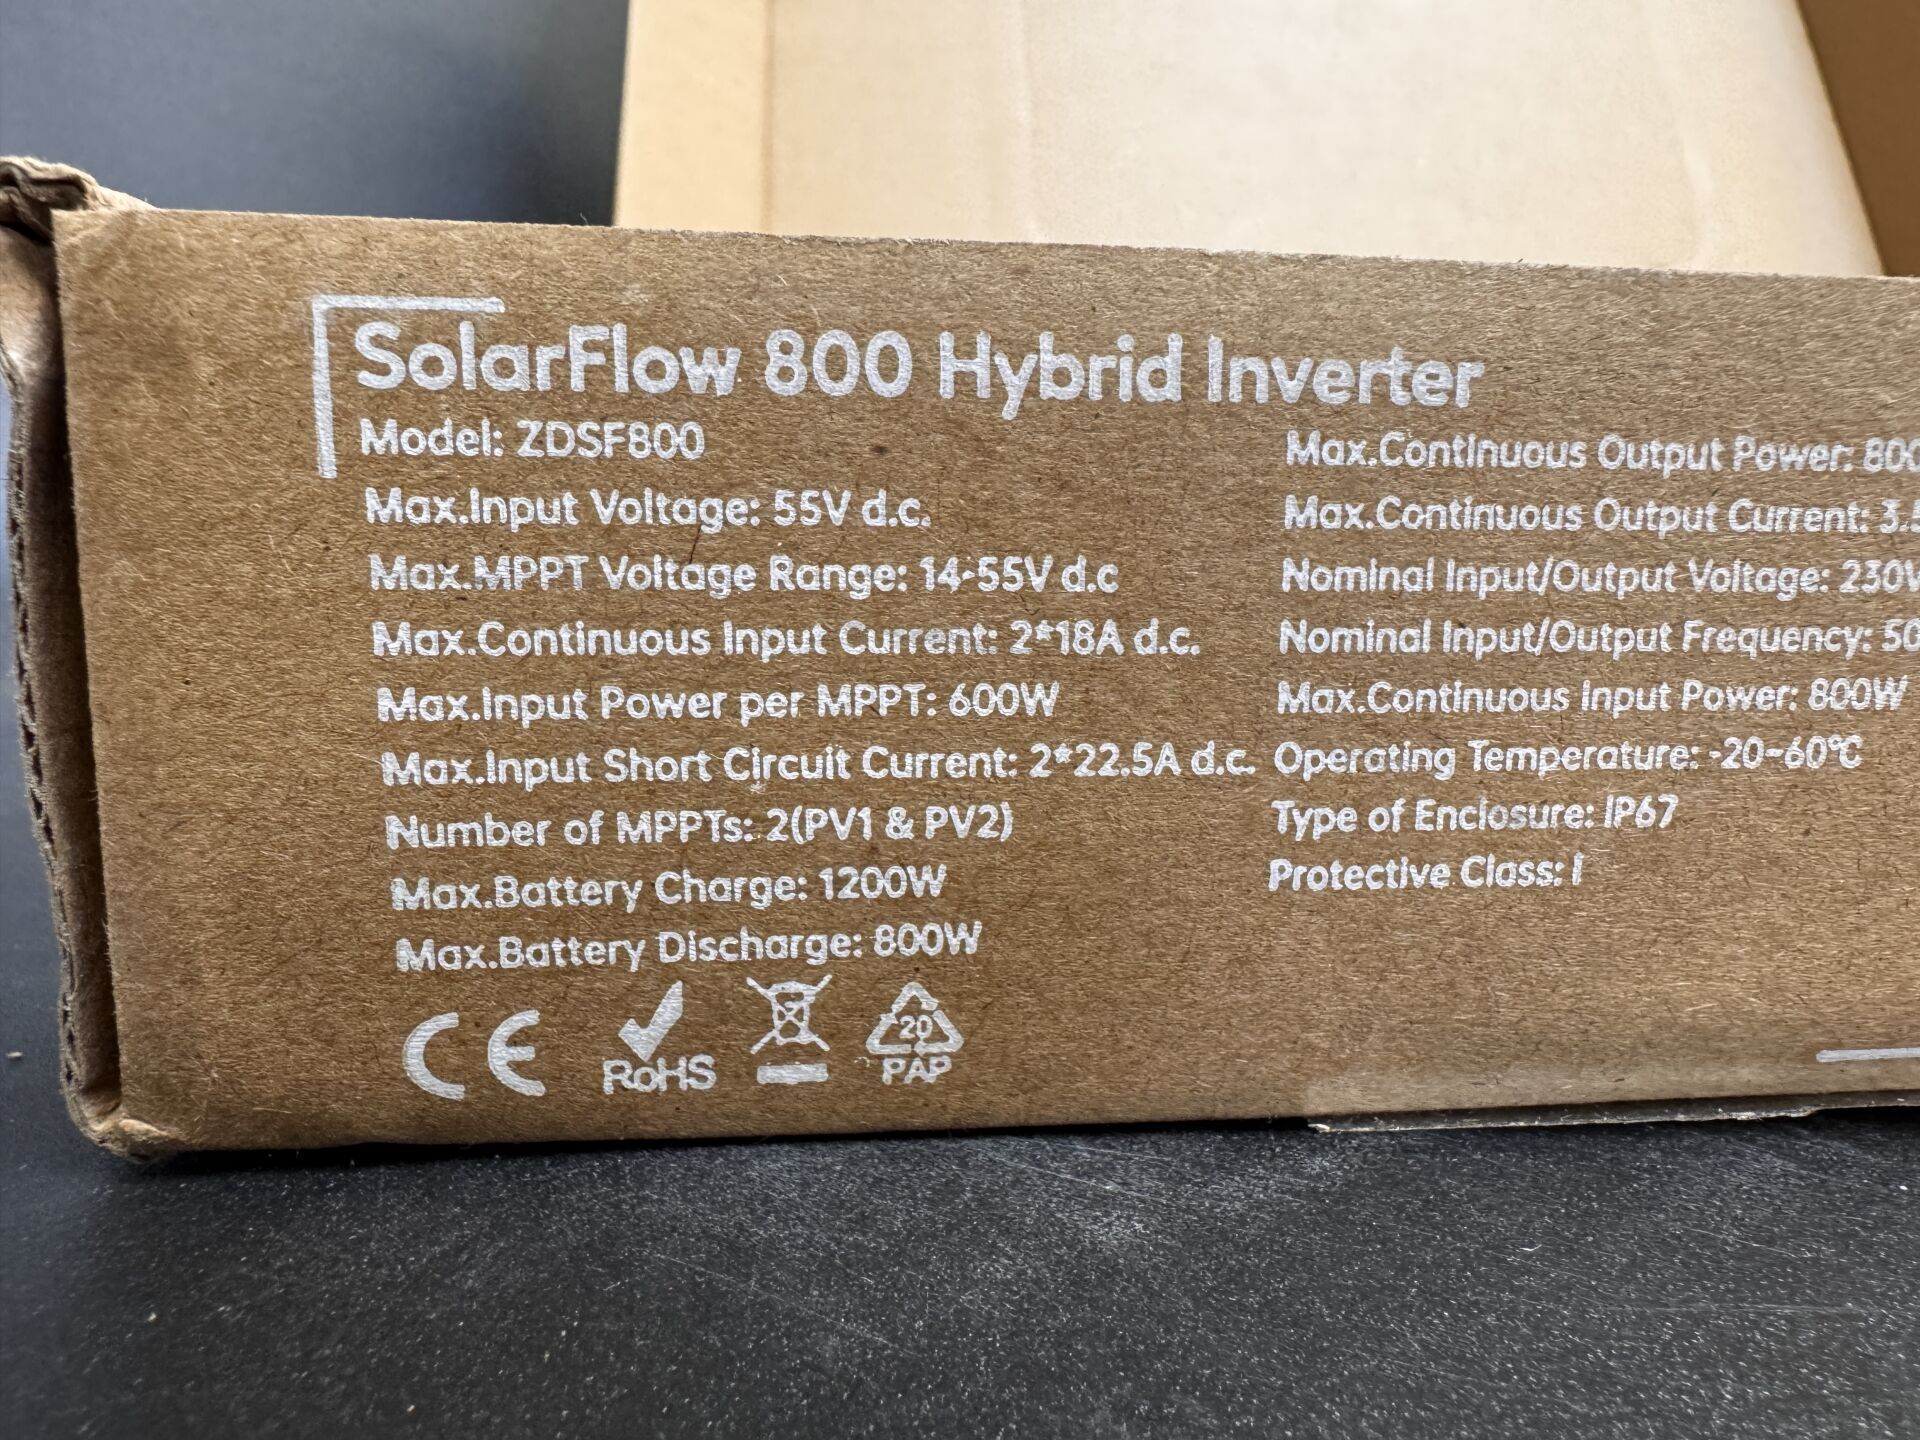 SolarFlow 800 Hybrid Inverter
Model: ZDSF800
Max.Input Voltage: 55V d.c.
Max.MPPT Voltage Range: 14-55V d.c
Max.Continuous Input Current: 2*18A d.c.
Max.Input Power per MPPT: 600W
Max.Input Short Circuit Current: 2*22.5A d.c.
Number of MPPTs: 2(PV1 & PV2)
Max.Battery Charge: 1200W
Max.Battery Discharge: 800W
Max.Continuous Output Power: 800
Max.Continuous Output Current: 3.5
Nominal Input/Output Voltage: 230V
Nominal Input/Output Frequency: 50
Max.Continuous Input Power: 800W
Operating Temperature: -20~60℃
Type of Enclosure: IP67
Protective Class: I
CE
RoHS
20
PAP